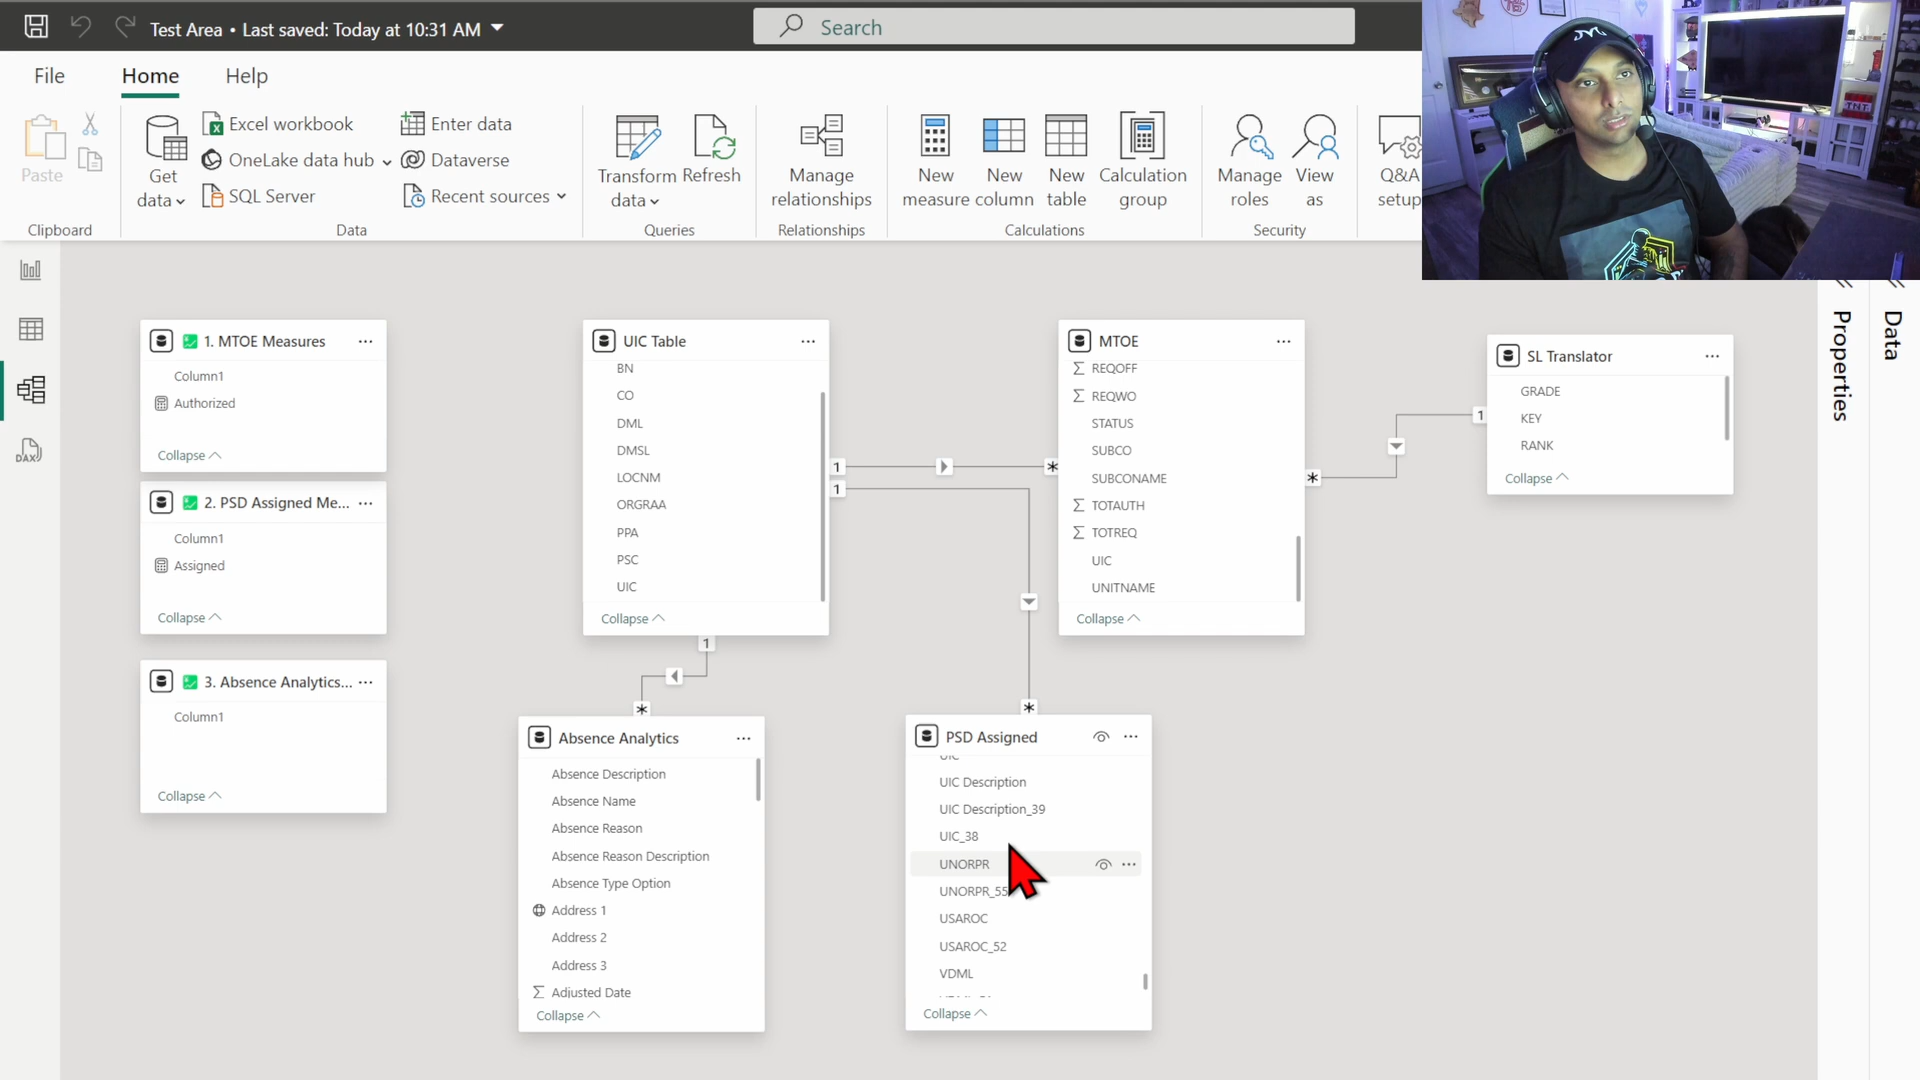 Test Area • Last saved: Today at 10:31 AM
Search
File
Home
Help
Paste
Clipboard
Get data
Excel workbook
OneLake data hub
SQL Server
Enter data
Dataverse
Recent sources
Data
Transform data
Refresh
Queries
Manage relationships
Relationships
New measure
New column
New table
Calculation group
Calculations
Manage roles
View as
Security
Q&A setup
DAX
1. MTOE Measures
Column1
Authorized
Collapse
2. PSD Assigned Me...
Column1
Assigned
Collapse
3. Absence Analytics...
Column1
Collapse
UIC Table
BN
CO
DML
DMSL
LOCNM
ORGRAA
PPA
PSC
UIC
Collapse
1
1
1
*
*
*
MTOE
REQOFF
REQWO
STATUS
SUBCO
SUBCONAME
TOTAUTH
TOTREQ
UIC
UNITNAME
Collapse
*
1
SL Translator
GRADE
KEY
RANK
Collapse
Absence Analytics
Absence Description
Absence Name
Absence Reason
Absence Reason Description
Absence Type Option
Address 1
Address 2
Address 3
Adjusted Date
Collapse
PSD Assigned
UIC
UIC Description
UIC Description_39
UIC_38
UNORPR
UNORPR_55
USAROC
USAROC_52
VDML
Collapse
Properties
Data